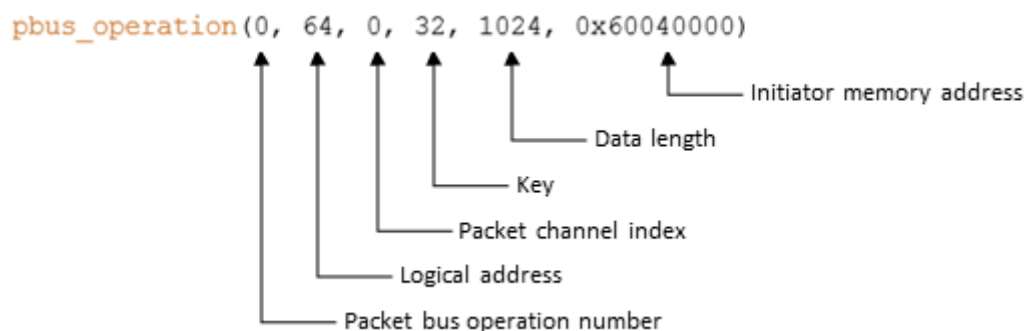 pbus_operation(0, 64, 0, 32, 1024, 0x60040000)
Initiator memory address
Data length
Key
Packet channel index
Logical address
Packet bus operation number